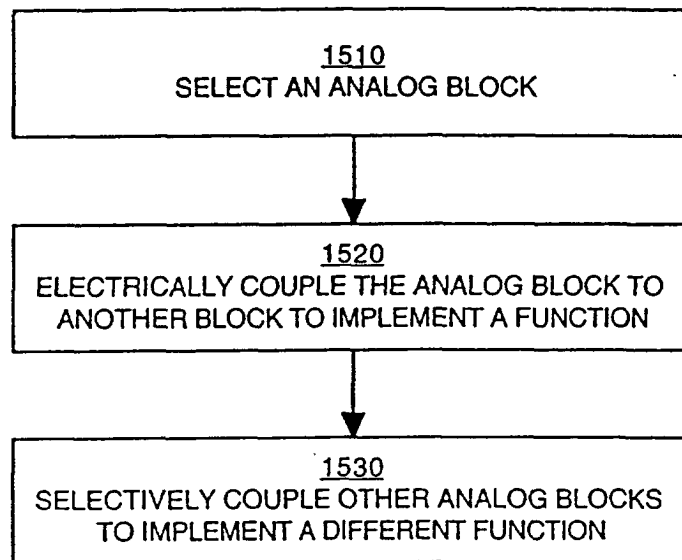 1510
SELECT AN ANALOG BLOCK
1520
ELECTRICALLY COUPLE THE ANALOG BLOCK TO
ANOTHER BLOCK TO IMPLEMENT A FUNCTION
1530
SELECTIVELY COUPLE OTHER ANALOG BLOCKS
TO IMPLEMENT A DIFFERENT FUNCTION